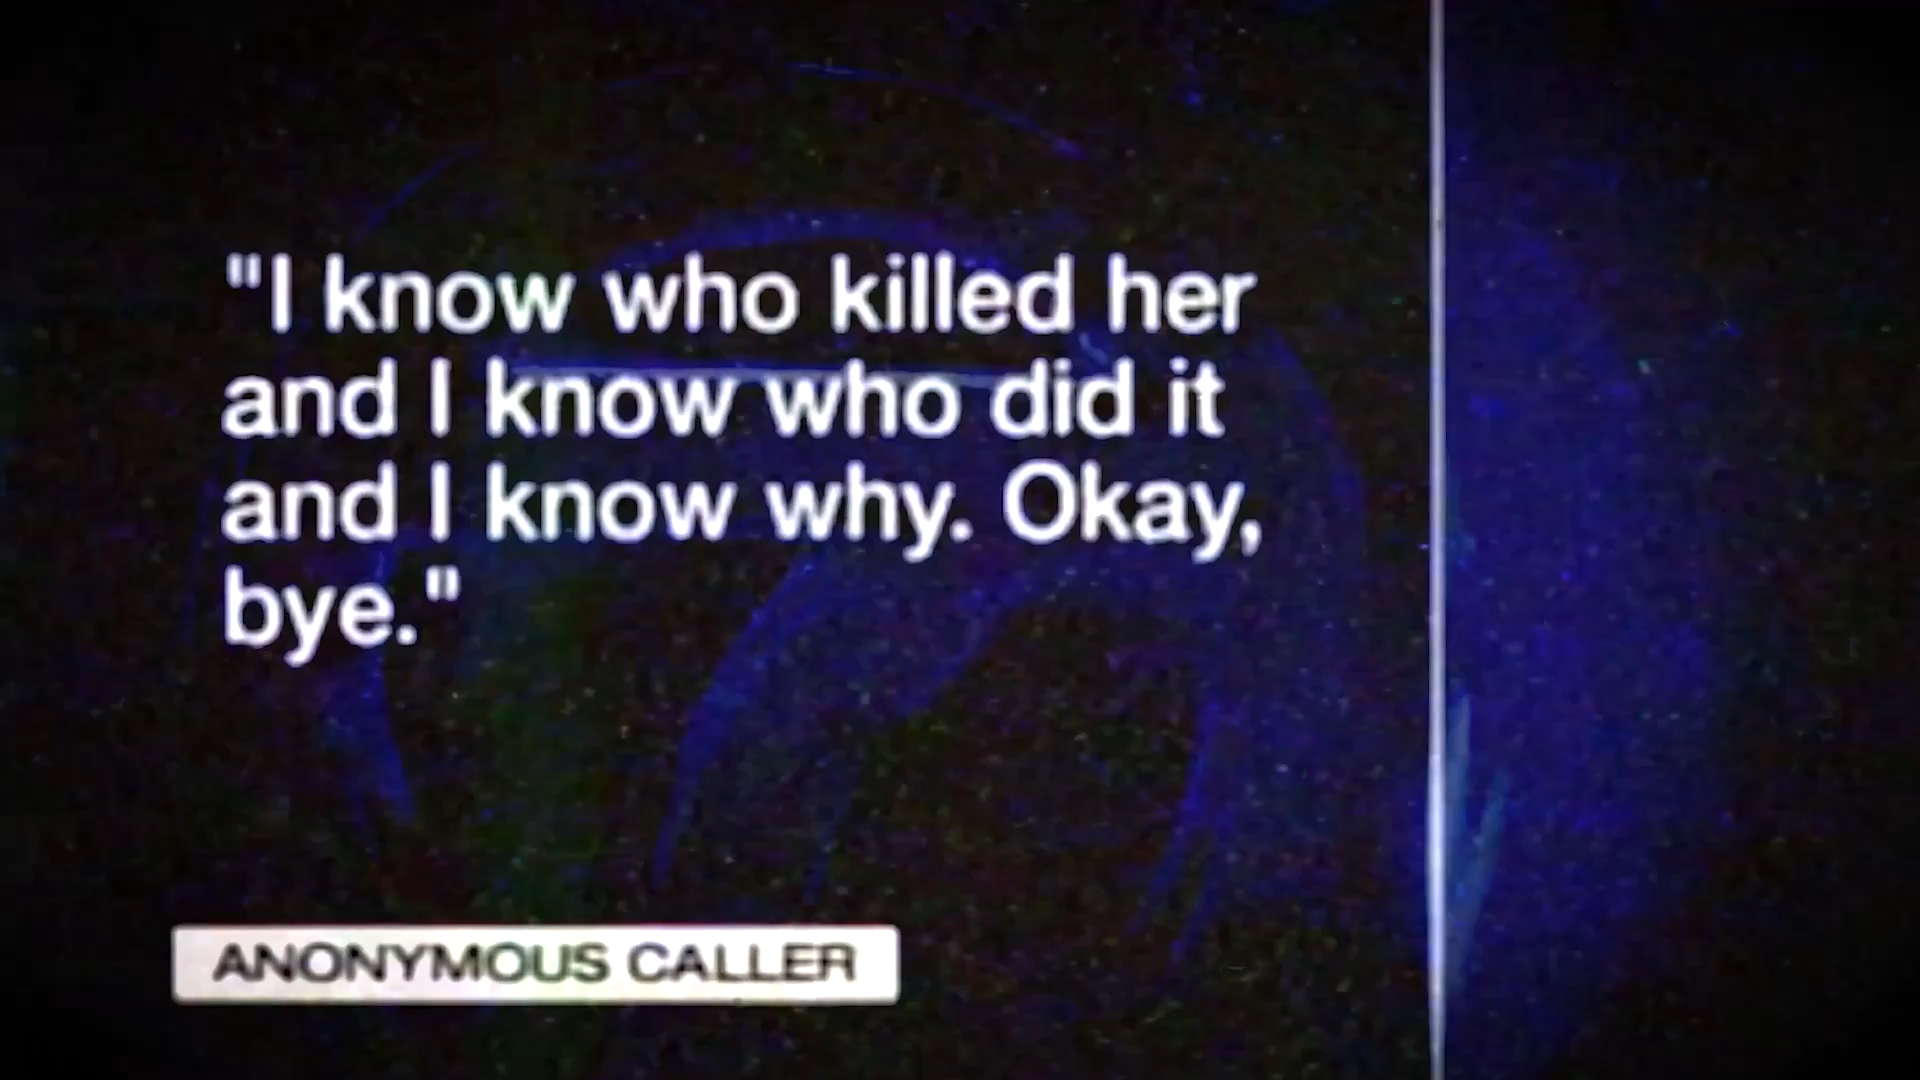 "I know who killed her
and I know who did it
and I know why. Okay,
bye."
ANONYMOUS CALLER